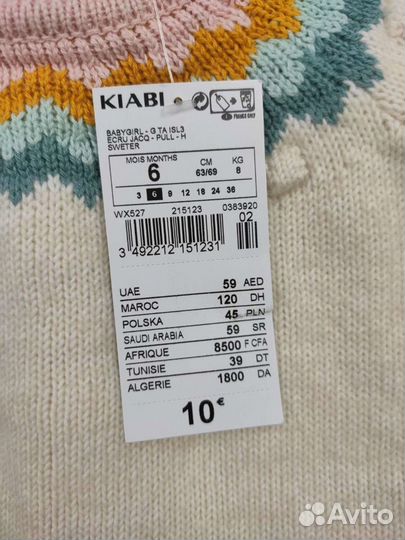 KIABI
FRANCE ONLY
BABYGIRL - G TA ISL3
ECRU JACQ - PULL - H
SWETER
MOIS MONTHS CM KG
6 63/69 8
3 6 9 12 18 24 36
WX527 215123 0383920
02
3 492212 151231
UAE 59 AED
MAROC 120 DH
POLSKA 45 PLN
SAUDI ARABIA 59 SR
AFRIQUE 8500 F CFA
TUNISIE 39 DT
ALGERIE 1800 DA
10€
Avito